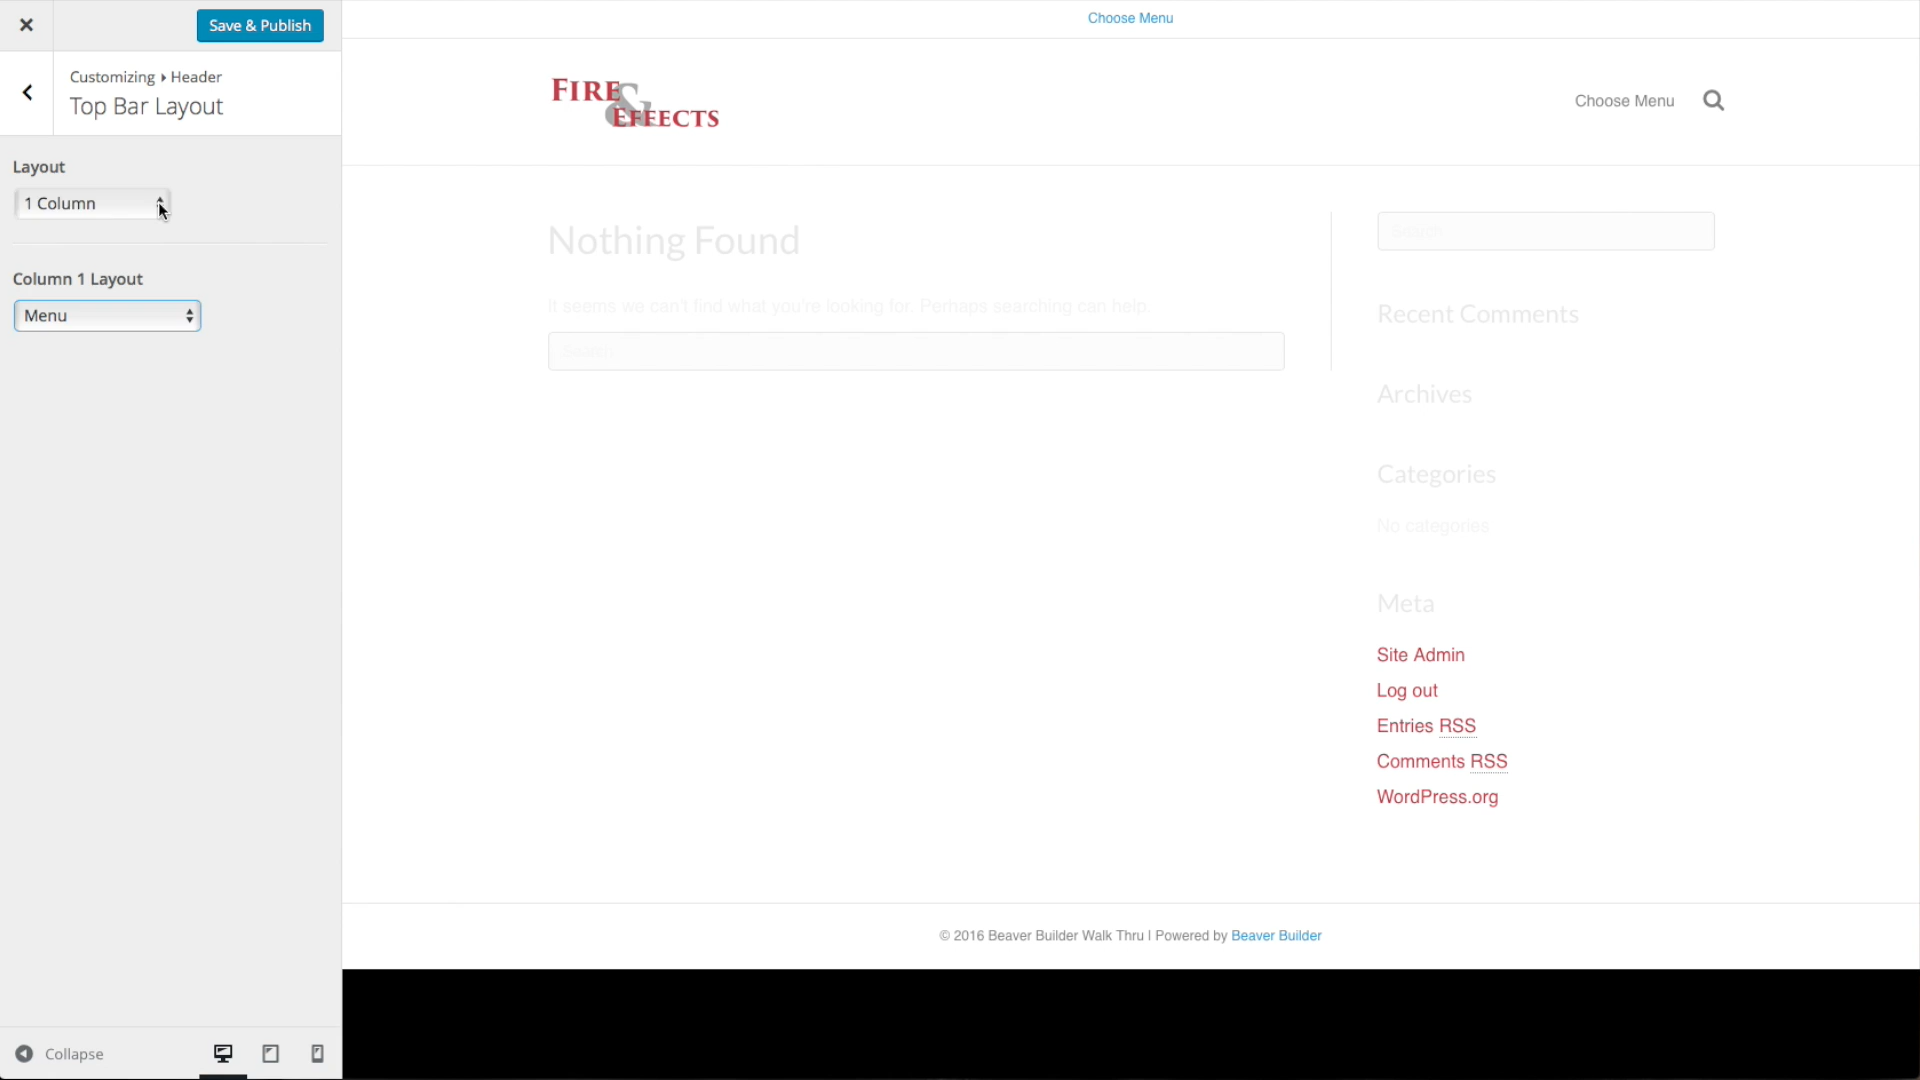 Save & Publish
Choose Menu
Customizing ▸ Header
Top Bar Layout
FIRE
&
EFFECTS
Choose Menu
Layout
1 Column
Column 1 Layout
Menu
Nothing Found
It seems we can't find what you're looking for. Perhaps searching can help.
Search
Search
Recent Comments
Archives
Categories
No categories
Meta
Site Admin
Log out
Entries RSS
Comments RSS
WordPress.org
© 2016 Beaver Builder Walk Thru | Powered by Beaver Builder
Collapse